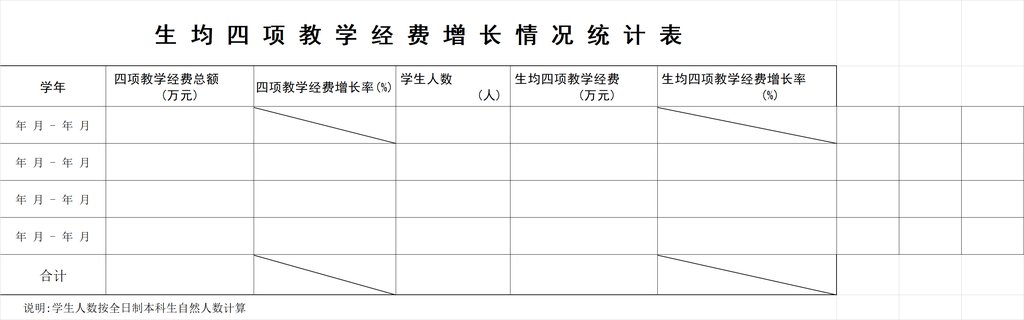 生均四项教学经费增长情况统计表
学年
四项教学经费总额
(万元)
四项教学经费增长率(%)
学生人数
(人)
生均四项教学经费
(万元)
生均四项教学经费增长率
(%)
年 月 - 年 月
年 月 - 年 月
年 月 - 年 月
年 月 - 年 月
合计
说明:学生人数按全日制本科生自然人数计算